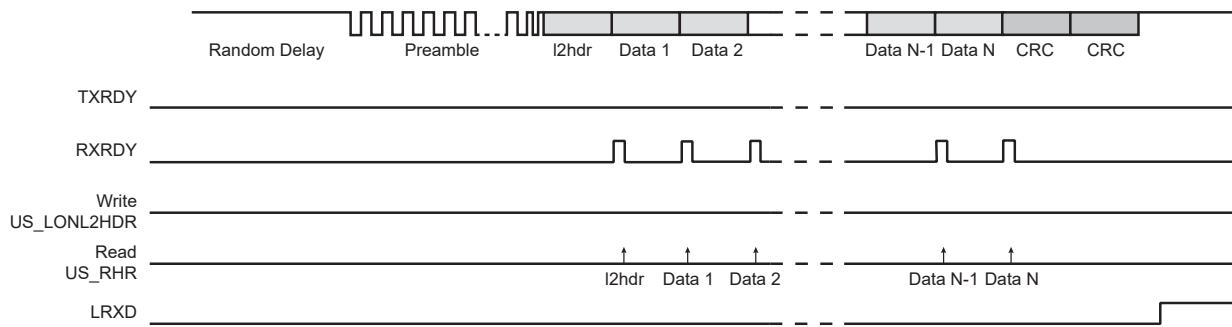 Random Delay Preamble l2hdr Data 1 Data 2 Data N-1 Data N CRC CRC
TXRDY
RXRDY
Write
US_LONL2HDR
Read
US_RHR
l2hdr Data 1 Data 2 Data N-1 Data N
LRXD